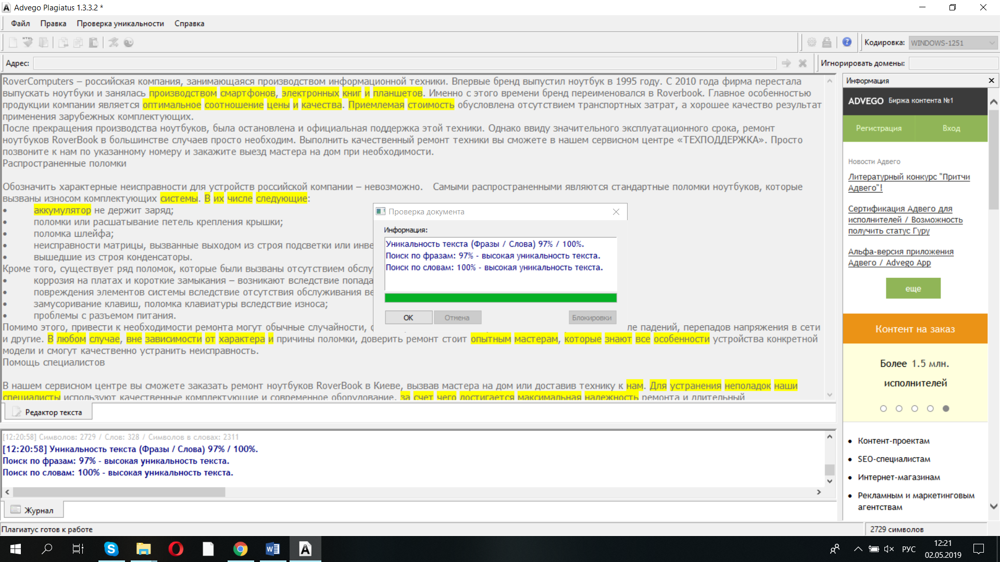 Advego Plagiatus 1.3.3.2 *
Файл Правка Проверка уникальности Справка
Кодировка: WINDOWS-1251
Адрес:
Игнорировать домены:
RoverComputers – российская компания, занимающаяся производством информационной техники. Впервые бренд выпустил ноутбук в 1995 году. С 2010 года фирма перестала
выпускать ноутбуки и занялась производством смартфонов, электронных книг и планшетов. Именно с этого времени бренд переименовался в Roverbook. Главное особенностью
продукции компании является оптимальное соотношение цены и качества. Приемлемая стоимость обусловлена отсутствием транспортных затрат, а хорошее качество результат
применения зарубежных комплектующих.
После прекращения производства ноутбуков, была остановлена и официальная поддержка этой техники. Однако ввиду значительного эксплуатационного срока, ремонт
ноутбуков RoverBook в большинстве случаев просто необходим. Выполнить качественный ремонт техники вы сможете в нашем сервисном центре «ТЕХПОДДЕРЖКА». Просто
позвоните к нам по указанному номеру и закажите выезд мастера на дом при необходимости.
Распространенные поломки
Обозначить характерные неисправности для устройств российской компании – невозможно. Самыми распространенными являются стандартные поломки ноутбуков, которые
вызваны износом комплектующих системы. В их числе следующие:
• аккумулятор не держит заряд;
• поломки или расшатывание петель крепления крышки;
• поломка шлейфа;
• неисправности матрицы, вызванные выходом из строя подсветки или инве
• вышедшие из строя конденсаторы.
Кроме того, существует ряд поломок, которые были вызваны отсутствием обслу
• коррозия на платах и короткие замыкания – возникают вследствие попада
• повреждения элементов системы вследствие отсутствия обслуживания ве
• замусоривание клавиш, поломка клавиатуры вследствие износа;
• проблемы с разъемом питания.
Помимо этого, привести к необходимости ремонта могут обычные случайности, ле падений, перепадов напряжения в сети
и другие. В любом случае, вне зависимости от характера и причины поломки, доверить ремонт стоит опытным мастерам, которые знают все особенности устройства конкретной
модели и смогут качественно устранить неисправность.
Помощь специалистов
В нашем сервисном центре вы сможете заказать ремонт ноутбуков RoverBook в Киеве, вызвав мастера на дом или доставив технику к нам. Для устранения неполадок наши
специалисты используют качественные комплектующие и современное оборудование, за счет чего достигается максимальная надежность ремонта и длительный
Проверка документа
Информация:
Уникальность текста (Фразы / Слова) 97% / 100%.
Поиск по фразам: 97% - высокая уникальность текста.
Поиск по словам: 100% - высокая уникальность текста.
OK Отмена Блокировки
Редактор текста
[12:20:58] Символов: 2729 / Слов: 328 / Символов в словах: 2311
[12:20:58] Уникальность текста (Фразы / Слова) 97% / 100%.
Поиск по фразам: 97% - высокая уникальность текста.
Поиск по словам: 100% - высокая уникальность текста.
Журнал
Плагиатус готов к работе
2729 символов
Информация
ADVEGO Биржа контента №1
Регистрация Вход
Новости Адвего
Литературный конкурс "Притчи
Адвего"!
Сертификация Адвего для
исполнителей / Возможность
получить статус Гуру
Альфа-версия приложения
Адвего / Advego App
еще
Контент на заказ
Более 1.5 млн.
исполнителей
• Контент-проектам
• SEO-специалистам
• Интернет-магазинам
• Рекламным и маркетинговым
агентствам
РУС
12:21
02.05.2019